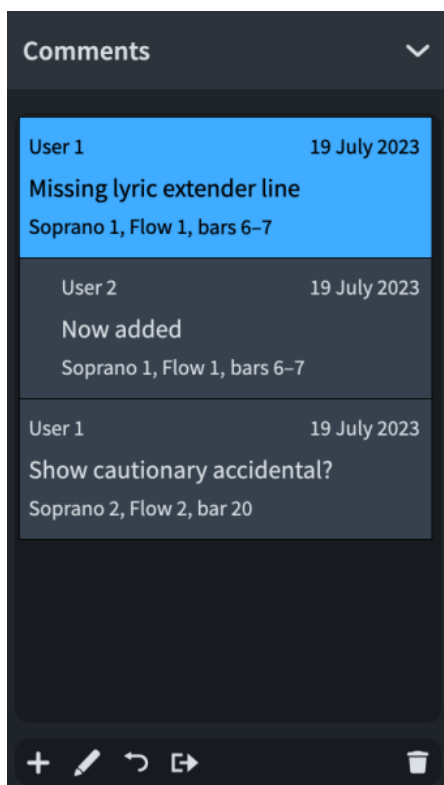 Comments
User 1 19 July 2023
Missing lyric extender line
Soprano 1, Flow 1, bars 6–7
User 2 19 July 2023
Now added
Soprano 1, Flow 1, bars 6–7
User 1 19 July 2023
Show cautionary accidental?
Soprano 2, Flow 2, bar 20